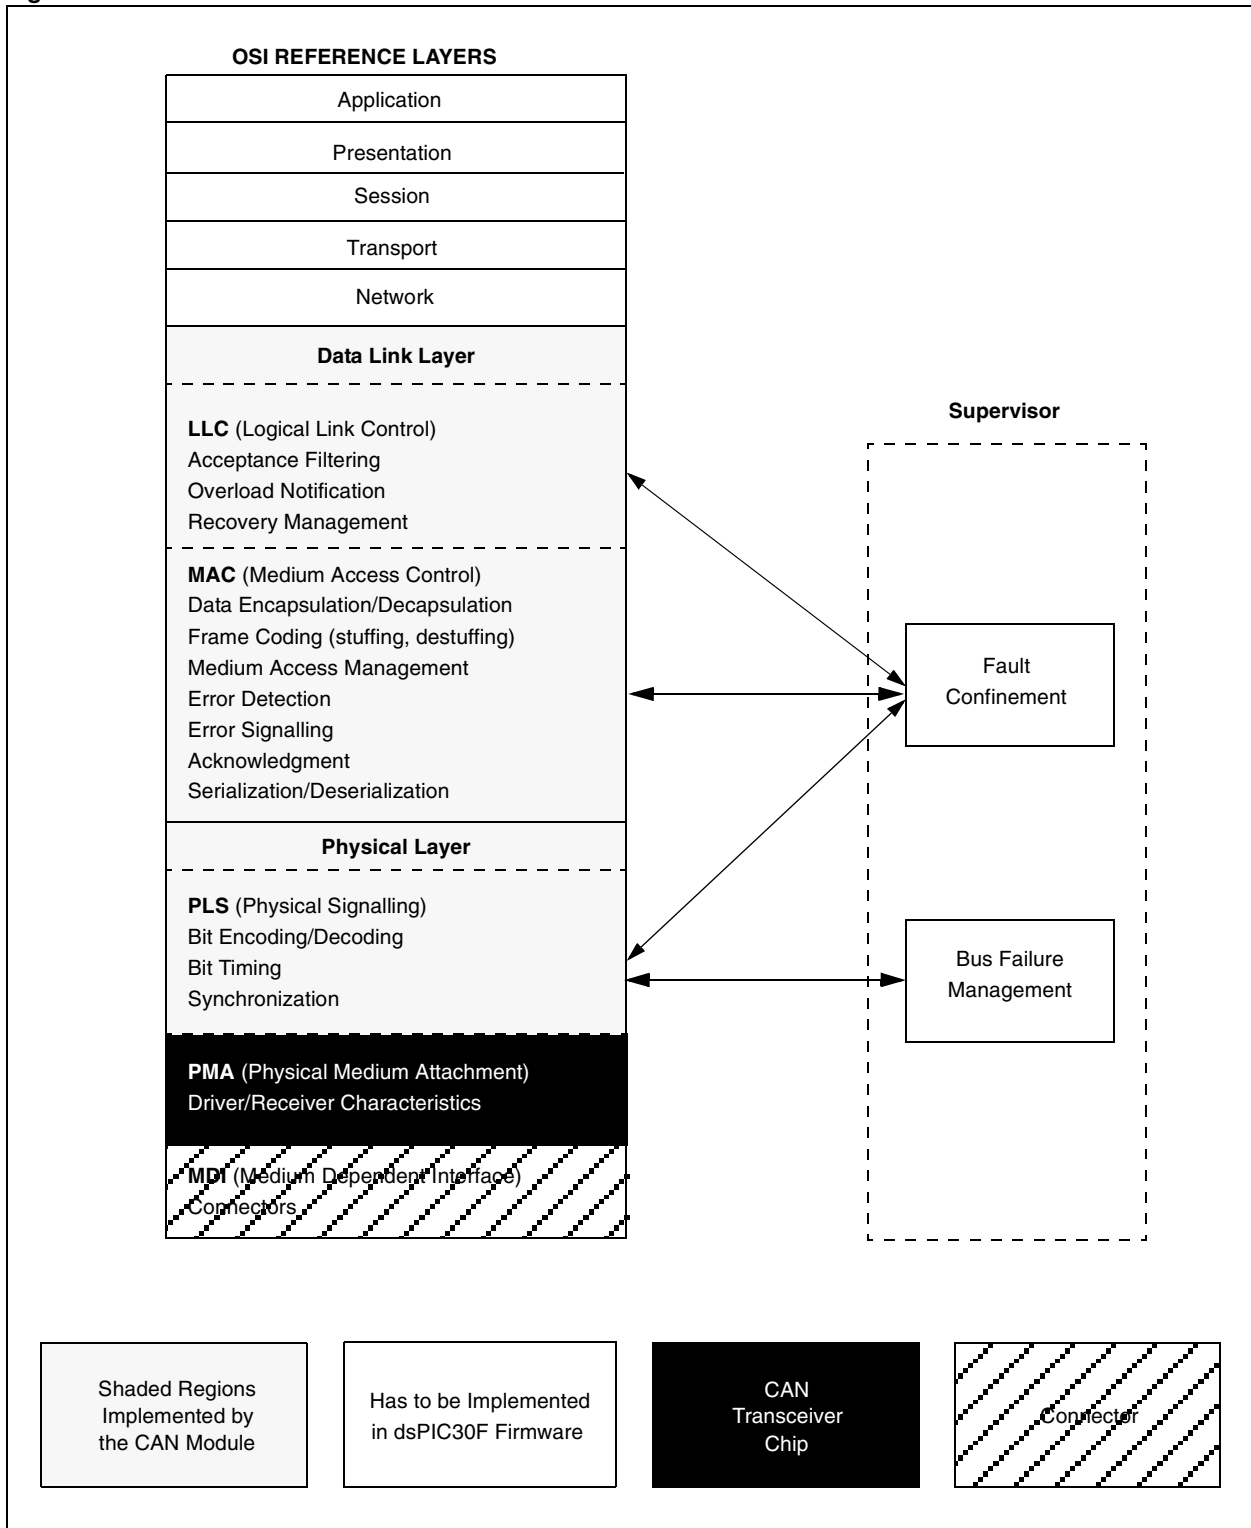 OSI REFERENCE LAYERS
Application
Presentation
Session
Transport
Network
Data Link Layer
LLC (Logical Link Control)
Acceptance Filtering
Overload Notification
Recovery Management
MAC (Medium Access Control)
Data Encapsulation/Decapsulation
Frame Coding (stuffing, destuffing)
Medium Access Management
Error Detection
Error Signalling
Acknowledgment
Serialization/Deserialization
Physical Layer
PLS (Physical Signalling)
Bit Encoding/Decoding
Bit Timing
Synchronization
PMA (Physical Medium Attachment)
Driver/Receiver Characteristics
MDI (Medium Dependent Interface)
Connectors
Supervisor
Fault
Confinement
Bus Failure
Management
Shaded Regions
Implemented by
the CAN Module
Has to be Implemented
in dsPIC30F Firmware
CAN
Transceiver
Chip
Connector